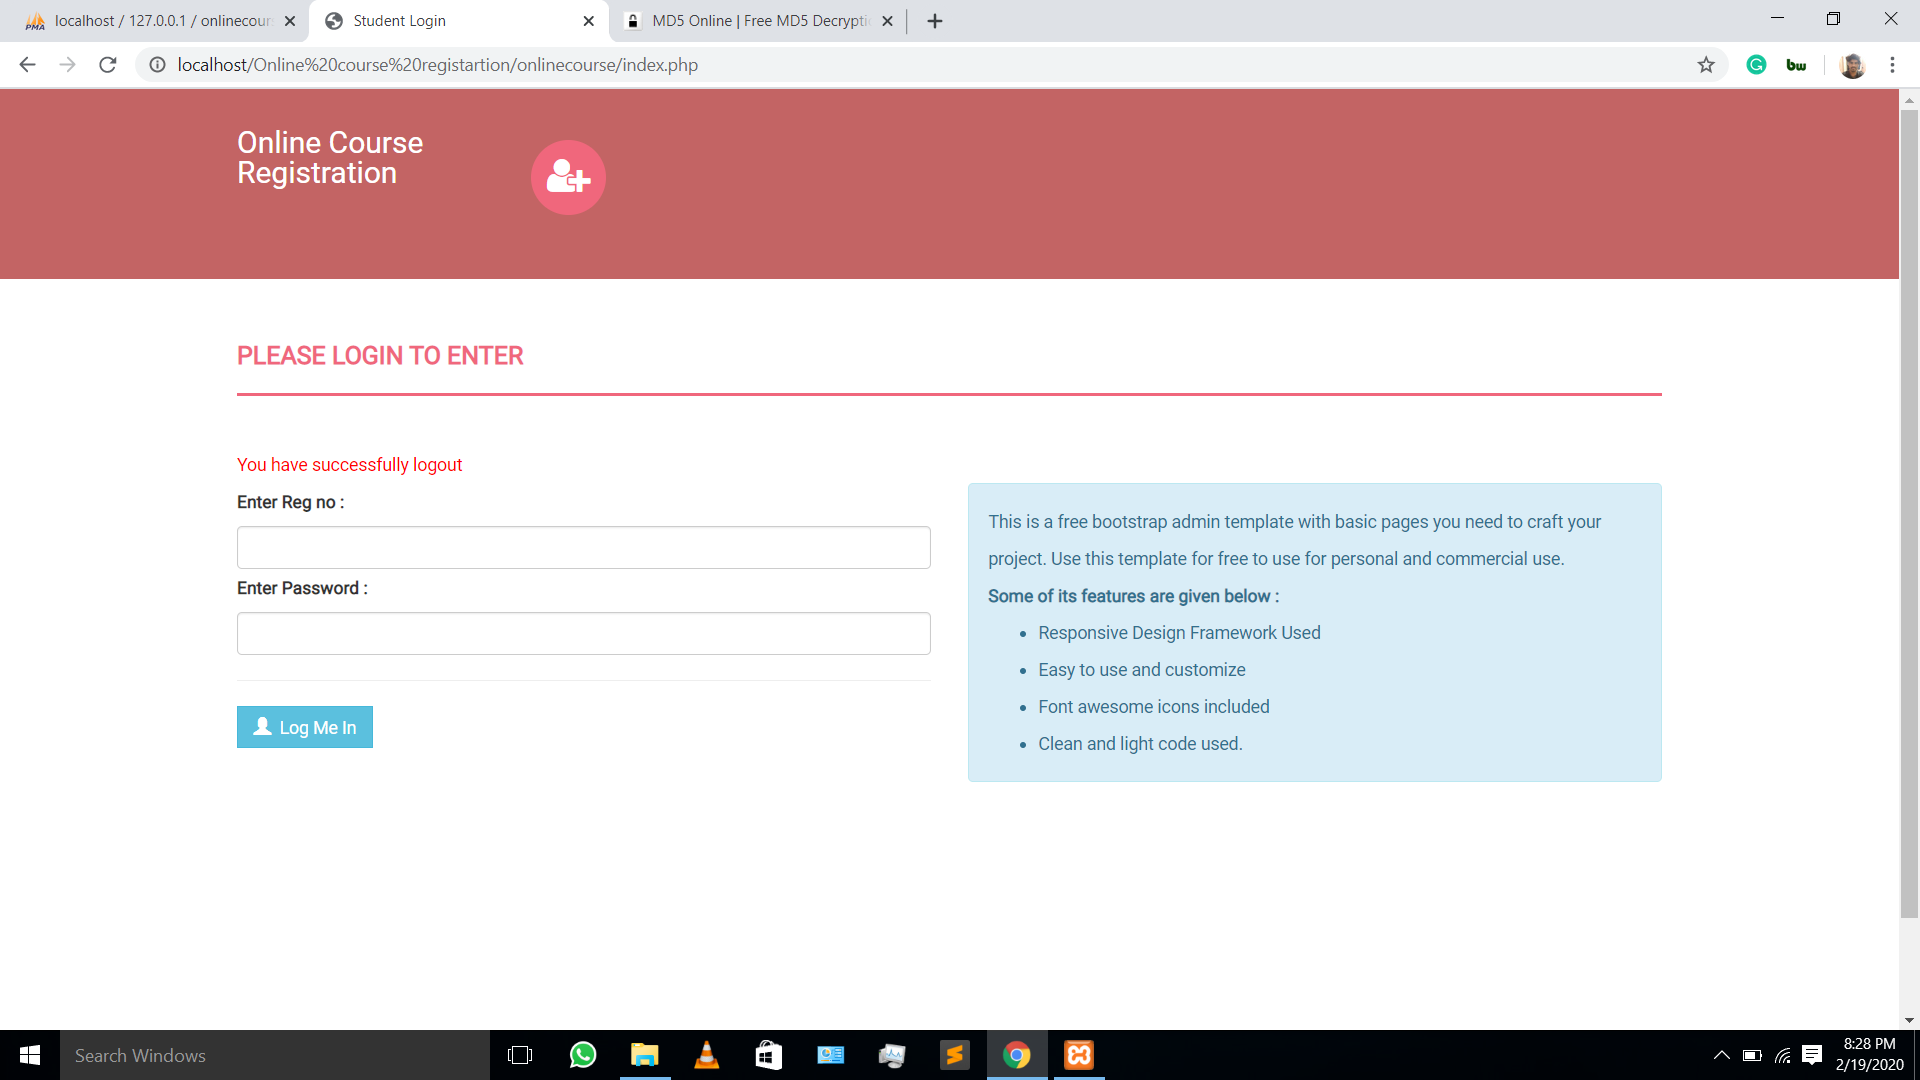 localhost / 127.0.0.1 / onlinecour
Student Login
MD5 Online | Free MD5 Decrypti
localhost/Online%20course%20registartion/onlinecourse/index.php
Online Course
Registration
PLEASE LOGIN TO ENTER
You have successfully logout
Enter Reg no :
Enter Password :
Log Me In
This is a free bootstrap admin template with basic pages you need to craft your
project. Use this template for free to use for personal and commercial use.
Some of its features are given below :
Responsive Design Framework Used
Easy to use and customize
Font awesome icons included
Clean and light code used.
Search Windows
8:28 PM
2/19/2020